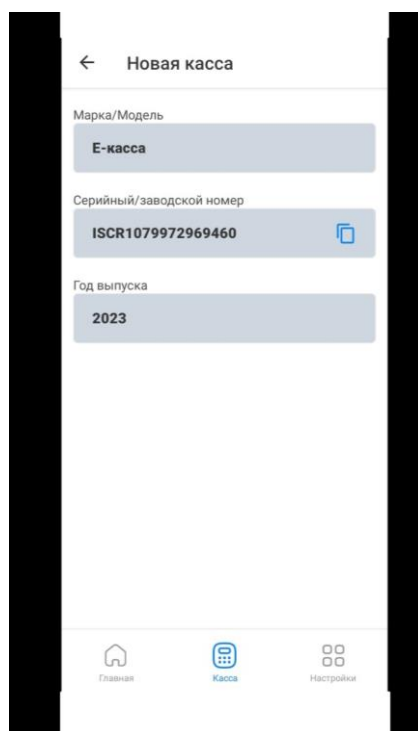 Новая касса
Марка/Модель
Е-касса
Серийный/заводской номер
ISCR1079972969460
Год выпуска
2023
Главная
Касса
Настройки